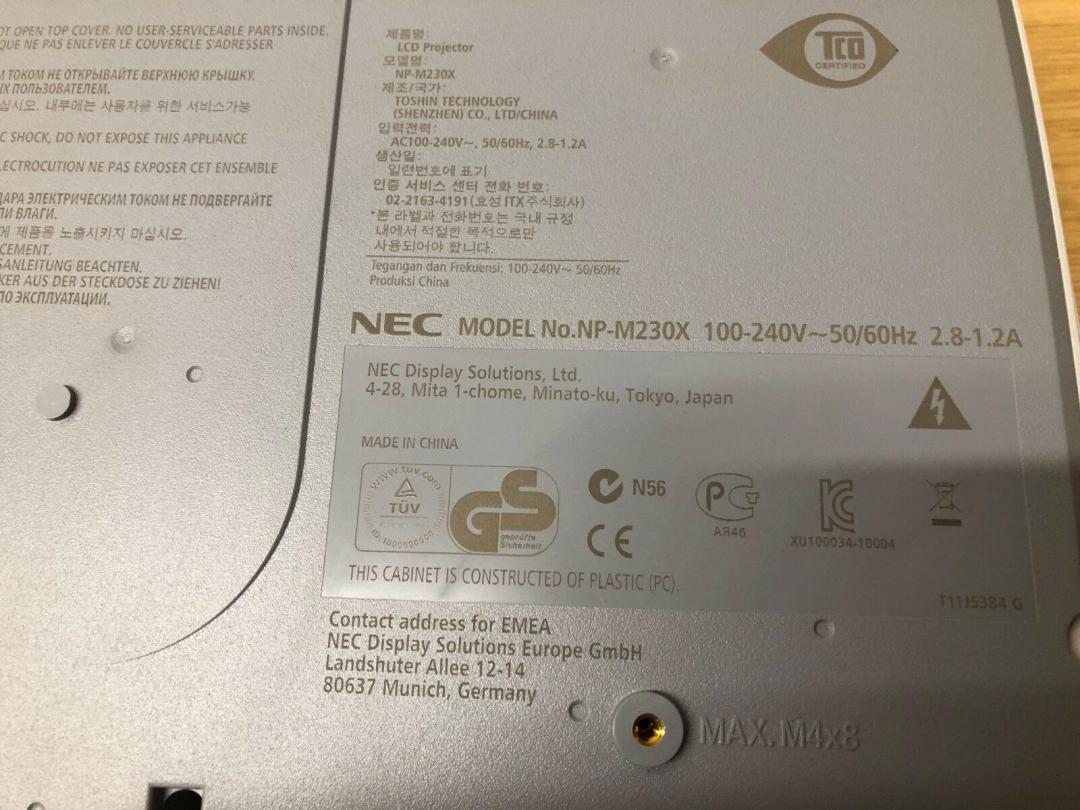 OT OPEN TOP COVER. NO USER-SERVICEABLE PARTS INSIDE.
QUE NE PAS ENLEVER LE COUVERCLE S'ADRESSER
М ТОКОМ НЕ ОТКРЫВАЙТЕ ВЕРХНЮЮ КРЫШКУ.
ІХ ПОЛЬЗОВАТЕЛЕМ.
십시오. 내부에는 사용자를 위한 서비스가능
C SHOCK, DO NOT EXPOSE THIS APPLIANCE
LECTROCUTION NE PAS EXPOSER CET ENSEMBLE
ДАРА ЭЛЕКТРИЧЕСКИМ ТОКОМ НЕ ПОДВЕРГАЙТЕ
ЛИ ВЛАГИ.
에 제품을 노출시키지 마십시오.
CEMENT.
SANLEITUNG BEACHTEN.
KER AUS DER STECKDOSE ZU ZIEHEN!
ПО ЭКСПЛУАТАЦИИ.
제품명:
LCD Projector
모델명:
NP-M230X
제조/국가:
TOSHIN TECHNOLOGY
(SHENZHEN) CO., LTD/CHINA
입력전력:
AC100-240V~, 50/60Hz, 2.8-1.2A
생산일:
일련번호에 표기
인증 서비스 센터 전화 번호:
02-2163-4191(효성 ITX주식회사)
*본 라벨과 전화번호는 국내 규정
내에서 적절한 목적으로만
사용되어야 합니다.
Tegangan dan Frekuensi: 100-240V~ 50/60Hz
Produksi China
TCO
CERTIFIED
NEC MODEL No.NP-M230X 100-240V~50/60Hz 2.8-1.2A
NEC Display Solutions, Ltd.
4-28, Mita 1-chome, Minato-ku, Tokyo, Japan
MADE IN CHINA
www.tuv.com
TÜV
ID:1000000000
GS
geprüfte
Sicherheit
N56
CE
АЯ46
XU100034-10004
THIS CABINET IS CONSTRUCTED OF PLASTIC (PC).
T11J5384 G
Contact address for EMEA
NEC Display Solutions Europe GmbH
Landshuter Allee 12-14
80637 Munich, Germany
MAX. M4x8